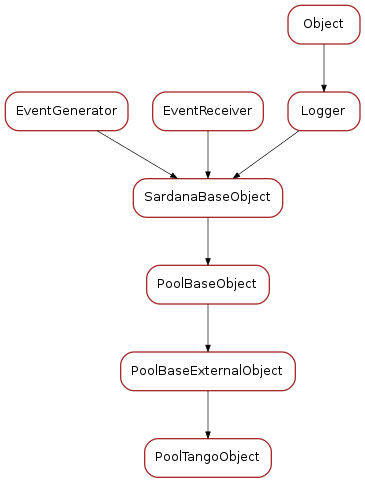 Object
EventGenerator
EventReceiver
Logger
SardanaBaseObject
PoolBaseObject
PoolBaseExternalObject
PoolTangoObject